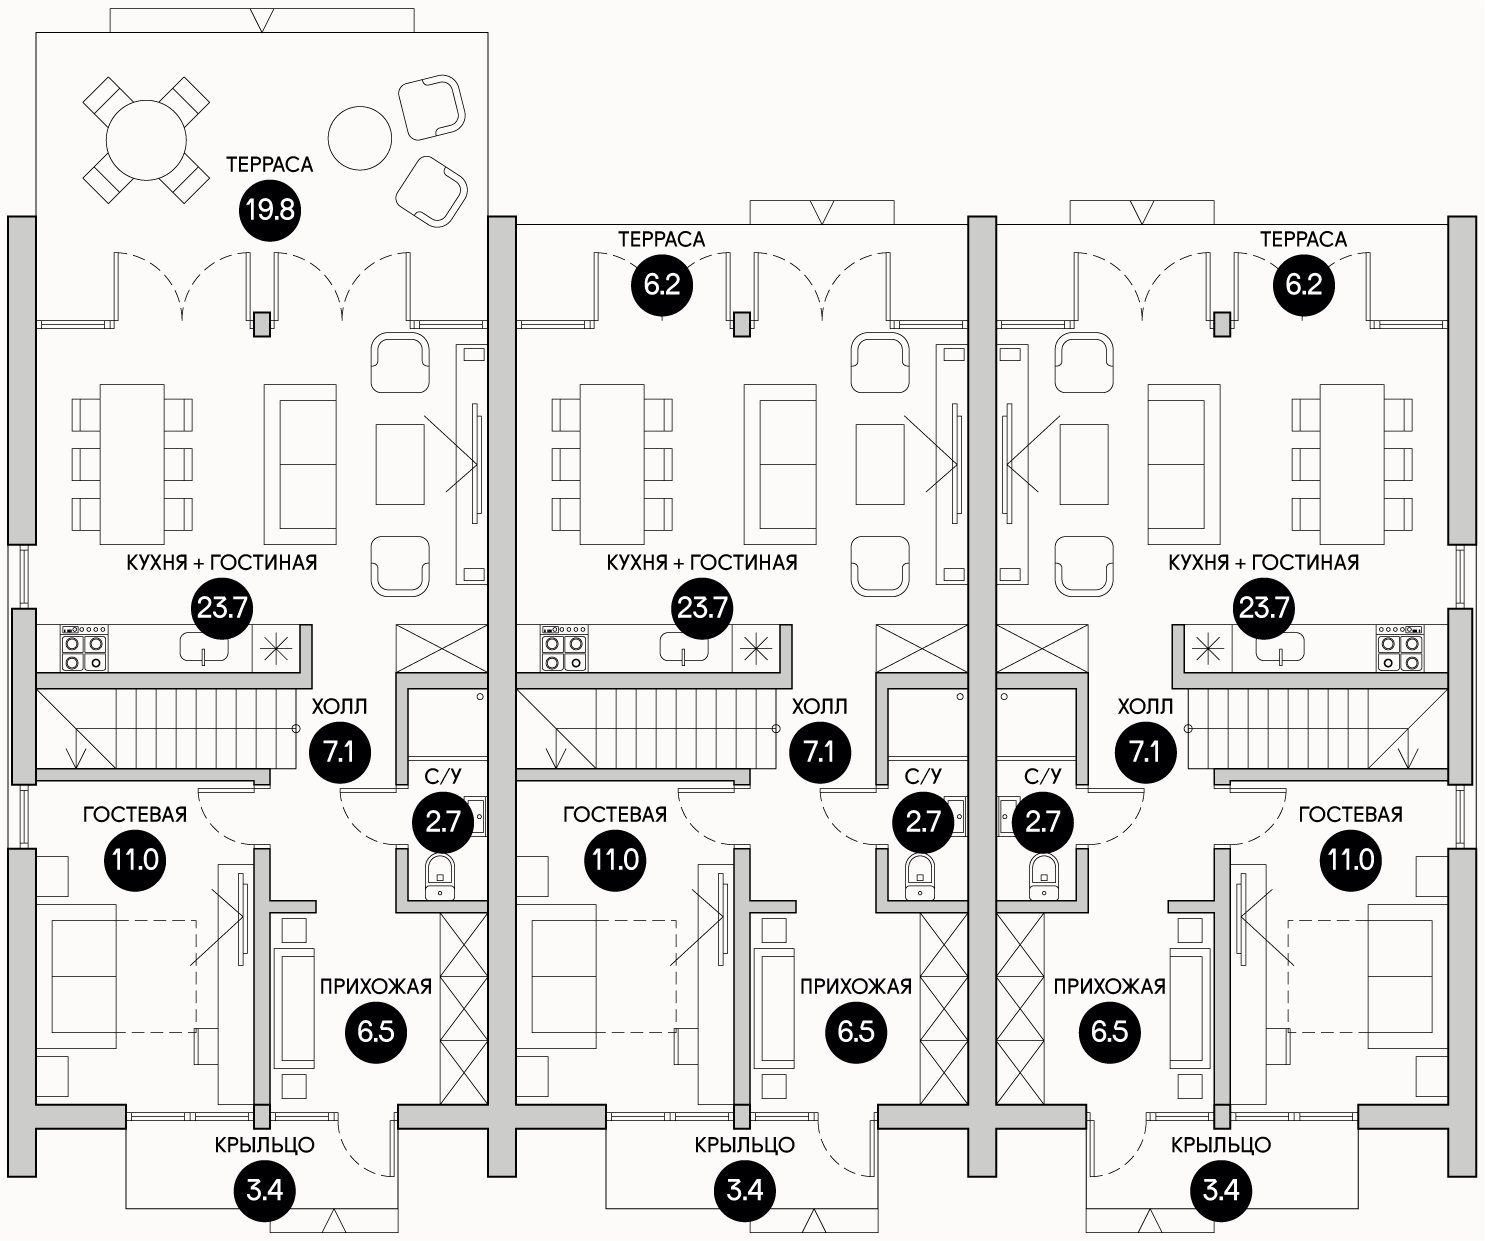 ТЕРРАСА
19.8
ТЕРРАСА
6.2
ТЕРРАСА
6.2
КУХНЯ + ГОСТИНАЯ
23.7
КУХНЯ + ГОСТИНАЯ
23.7
КУХНЯ + ГОСТИНАЯ
23.7
ХОЛЛ
7.1
ХОЛЛ
7.1
ХОЛЛ
7.1
С/У
2.7
С/У
2.7
С/У
2.7
ГОСТЕВАЯ
11.0
ГОСТЕВАЯ
11.0
ГОСТЕВАЯ
11.0
ПРИХОЖАЯ
6.5
ПРИХОЖАЯ
6.5
ПРИХОЖАЯ
6.5
КРЫЛЬЦО
3.4
КРЫЛЬЦО
3.4
КРЫЛЬЦО
3.4